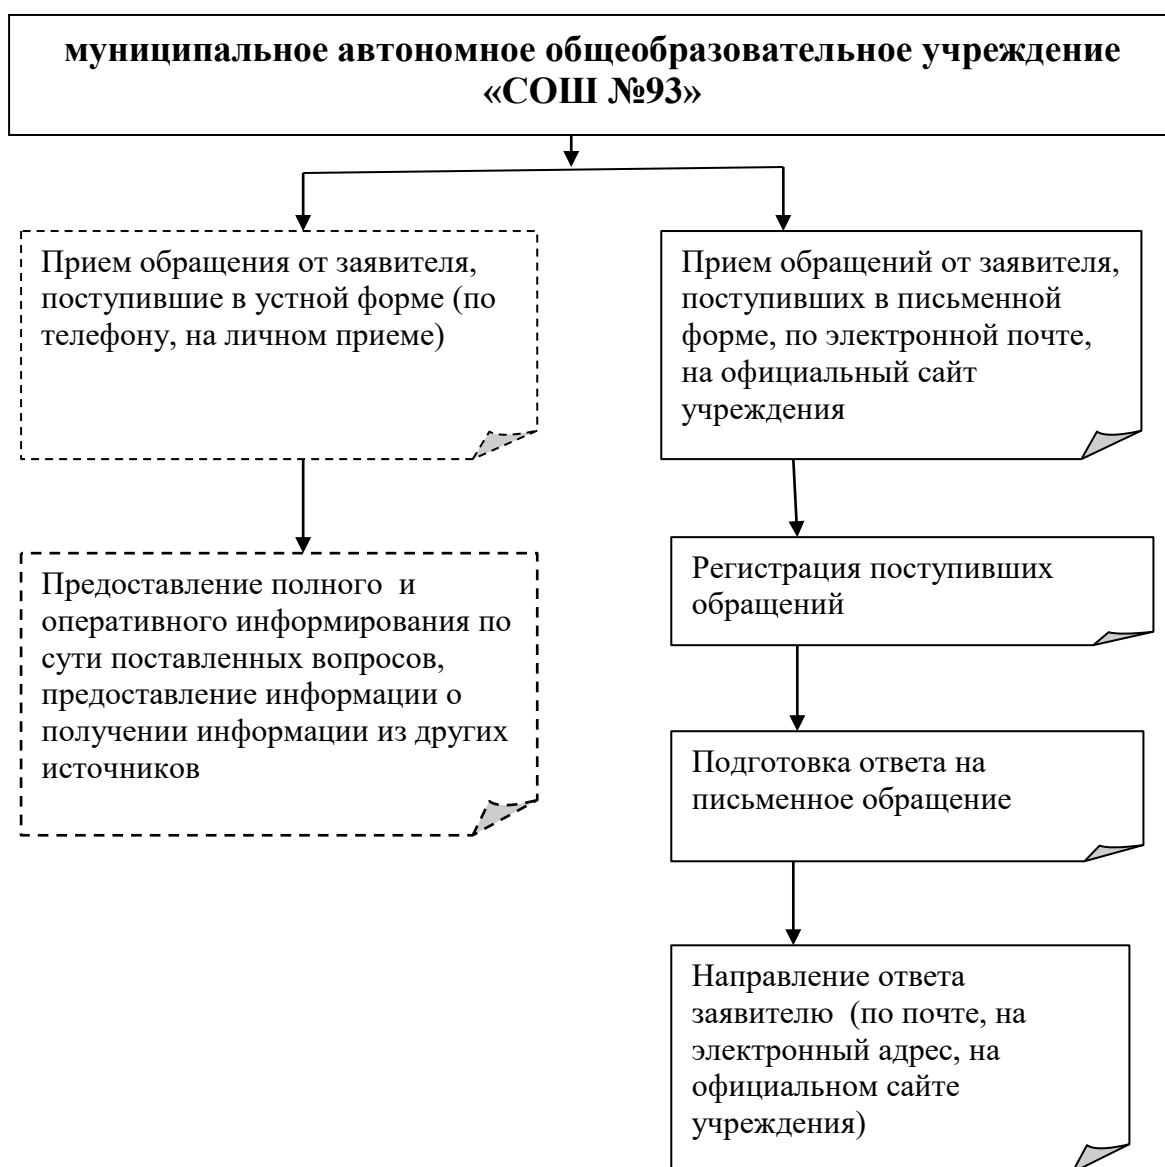 муниципальное автономное общеобразовательное учреждение
«СОШ №93»
Прием обращения от заявителя,
поступившие в устной форме (по
телефону, на личном приеме)
Предоставление полного  и
оперативного информирования по
сути поставленных вопросов,
предоставление информации о
получении информации из других
источников
Прием обращений от заявителя,
поступивших в письменной
форме, по электронной почте,
на официальный сайт
учреждения
Регистрация поступивших
обращений
Подготовка ответа на
письменное обращение
Направление ответа
заявителю  (по почте, на
электронный адрес, на
официальном сайте
учреждения)